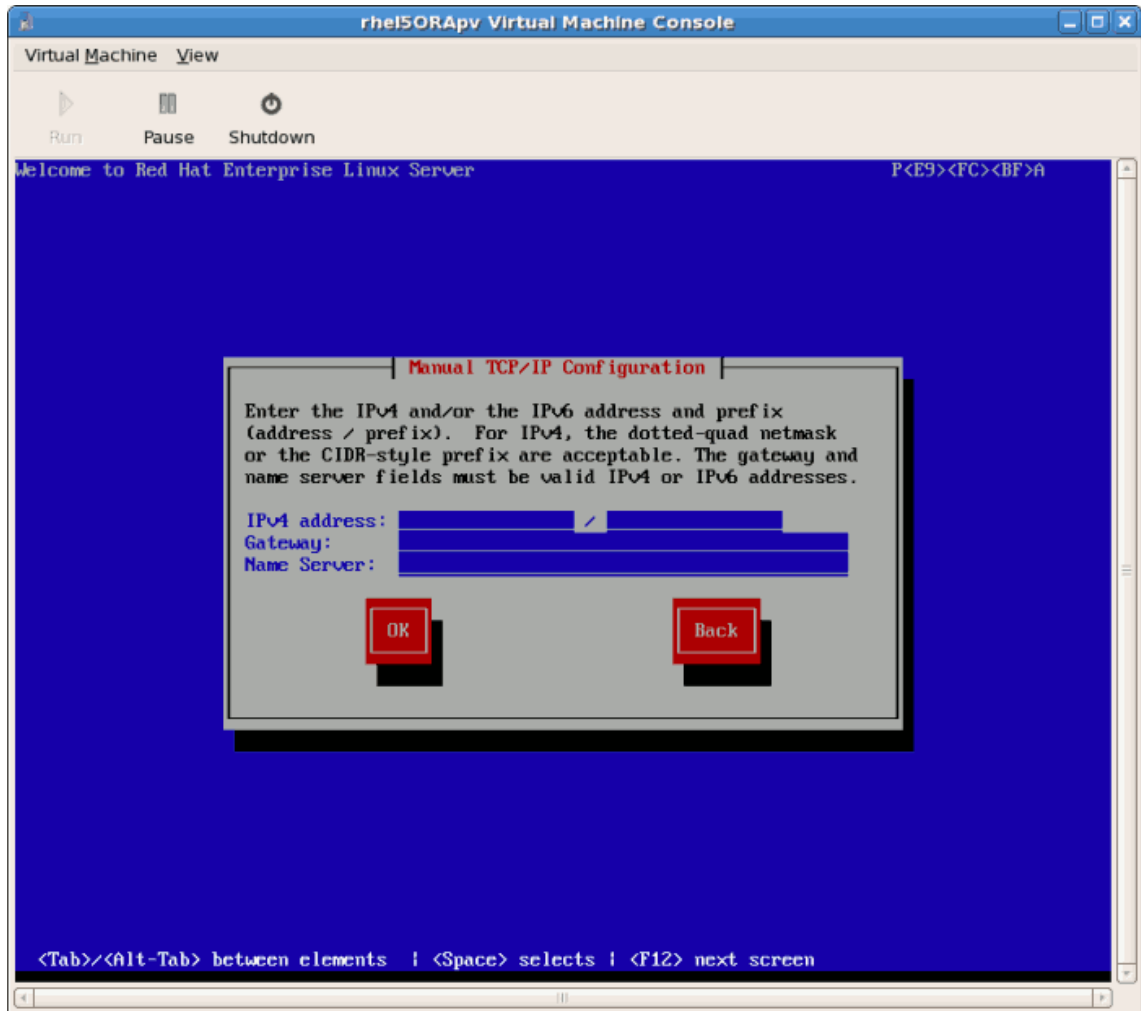 rhel5ORApv Virtual Machine Console
Virtual Machine View
Run Pause Shutdown
Welcome to Red Hat Enterprise Linux Server P<E9><FC><BF>A
Manual TCP/IP Configuration
Enter the IPv4 and/or the IPv6 address and prefix
(address / prefix). For IPv4, the dotted-quad netmask
or the CIDR-style prefix are acceptable. The gateway and
name server fields must be valid IPv4 or IPv6 addresses.
IPv4 address: /
Gateway:
Name Server:
OK Back
<Tab>/<Alt-Tab> between elements | <Space> selects | <F12> next screen